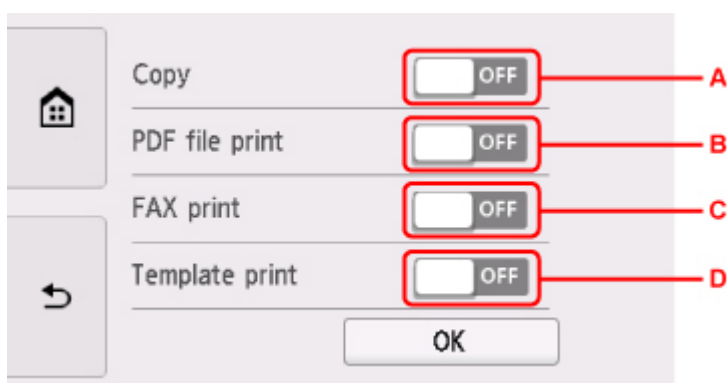 Copy OFF A
PDF file print OFF B
FAX print OFF C
Template print OFF D
OK